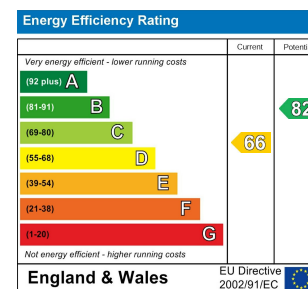 Energy Efficiency Rating
Current Potenti
Very energy efficient - lower running costs
(92 plus) A
(81-91) B
82
(69-80) C
66
(55-68) D
(39-54) E
(21-38) F
(1-20) G
Not energy efficient - higher running costs
England & Wales
EU Directive
2002/91/EC